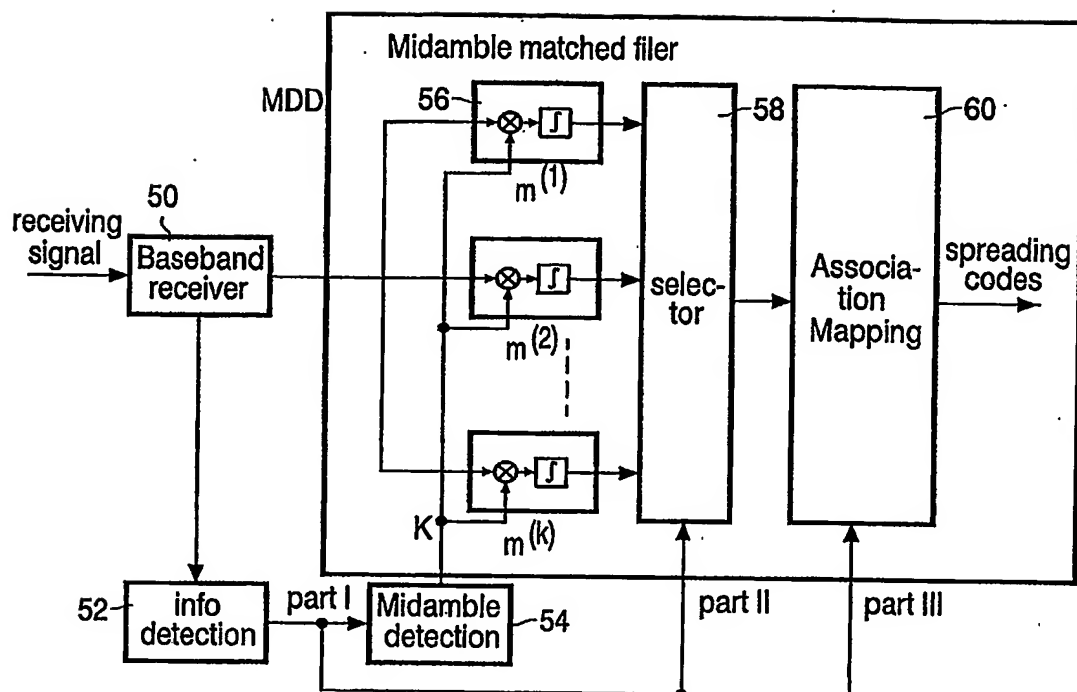 Midamble matched filer
MDD
56
58
60
m(1)
50
receiving
signal
Baseband
receiver
m(2)
selec-
tor
Associa-
tion
Mapping
spreading
codes
K
m(k)
52
info
detection
part I
Midamble
detection
54
part II
part III
∫
∫
∫